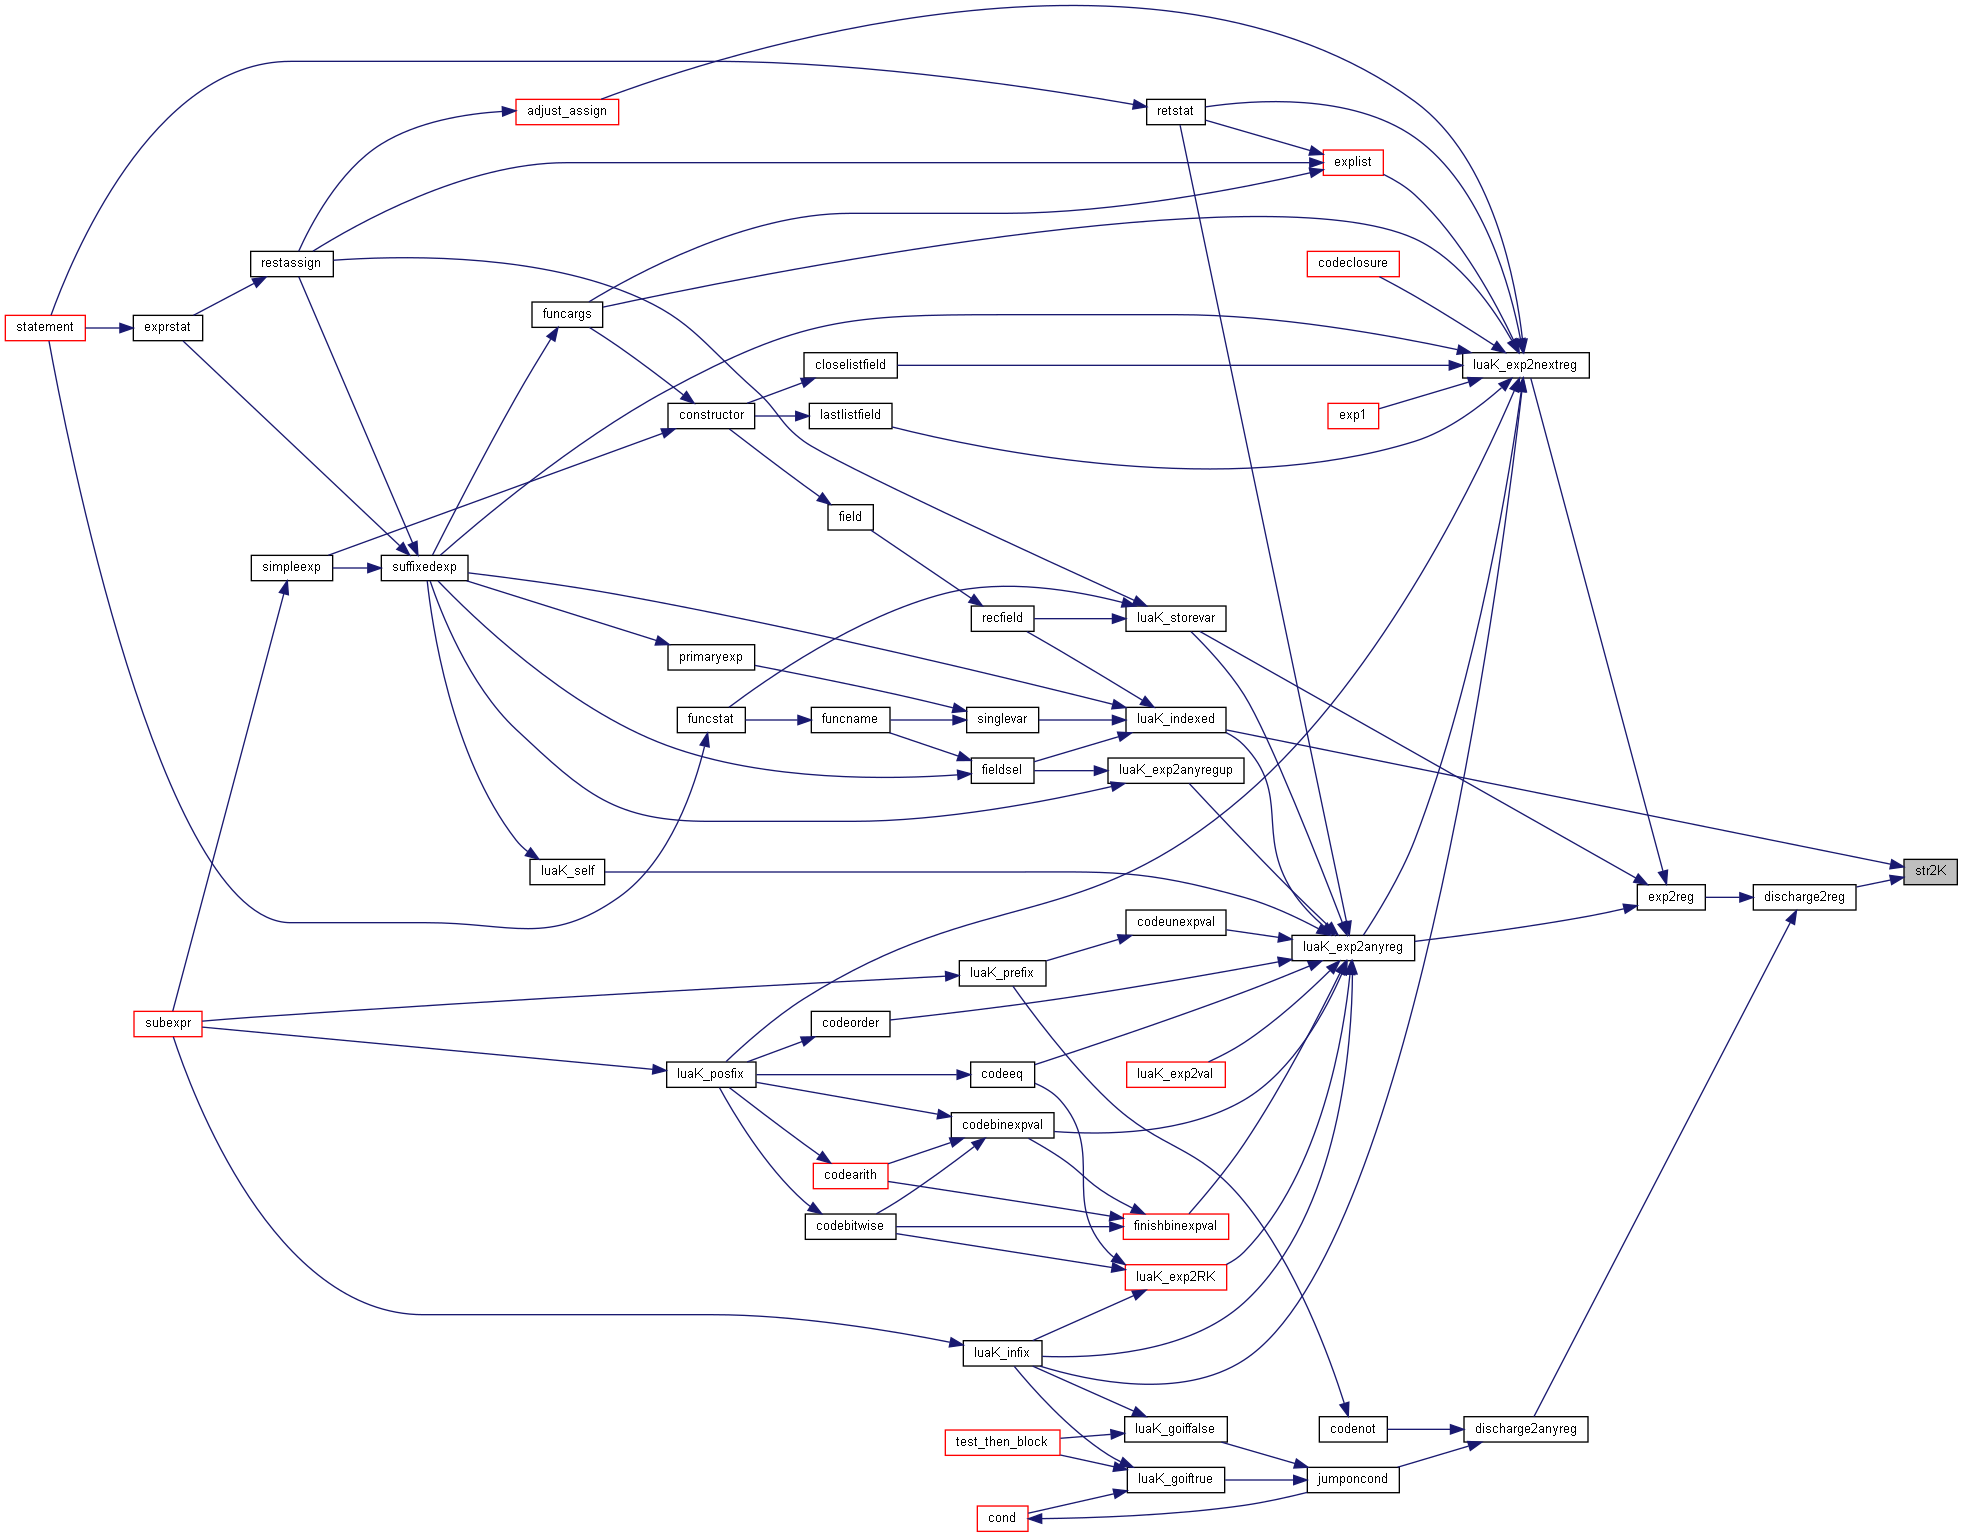 adjust_assign
retstat
explist
restassign
codeclosure
funcargs
statement
exprstat
closelistfield
luaK_exp2nextreg
constructor
lastlistfield
exp1
field
simpleexp
suffixedexp
recfield
luaK_storevar
primaryexp
funcstat
funcname
singlevar
luaK_indexed
fieldsel
luaK_exp2anyregup
luaK_self
str2K
exp2reg
discharge2reg
codeunexpval
luaK_exp2anyreg
luaK_prefix
subexpr
codeorder
luaK_posfix
codeeq
luaK_exp2val
codebinexpval
codearith
codebitwise
finishbinexpval
luaK_exp2RK
luaK_infix
luaK_goiffalse
codenot
discharge2anyreg
test_then_block
luaK_goiftrue
jumponcond
cond